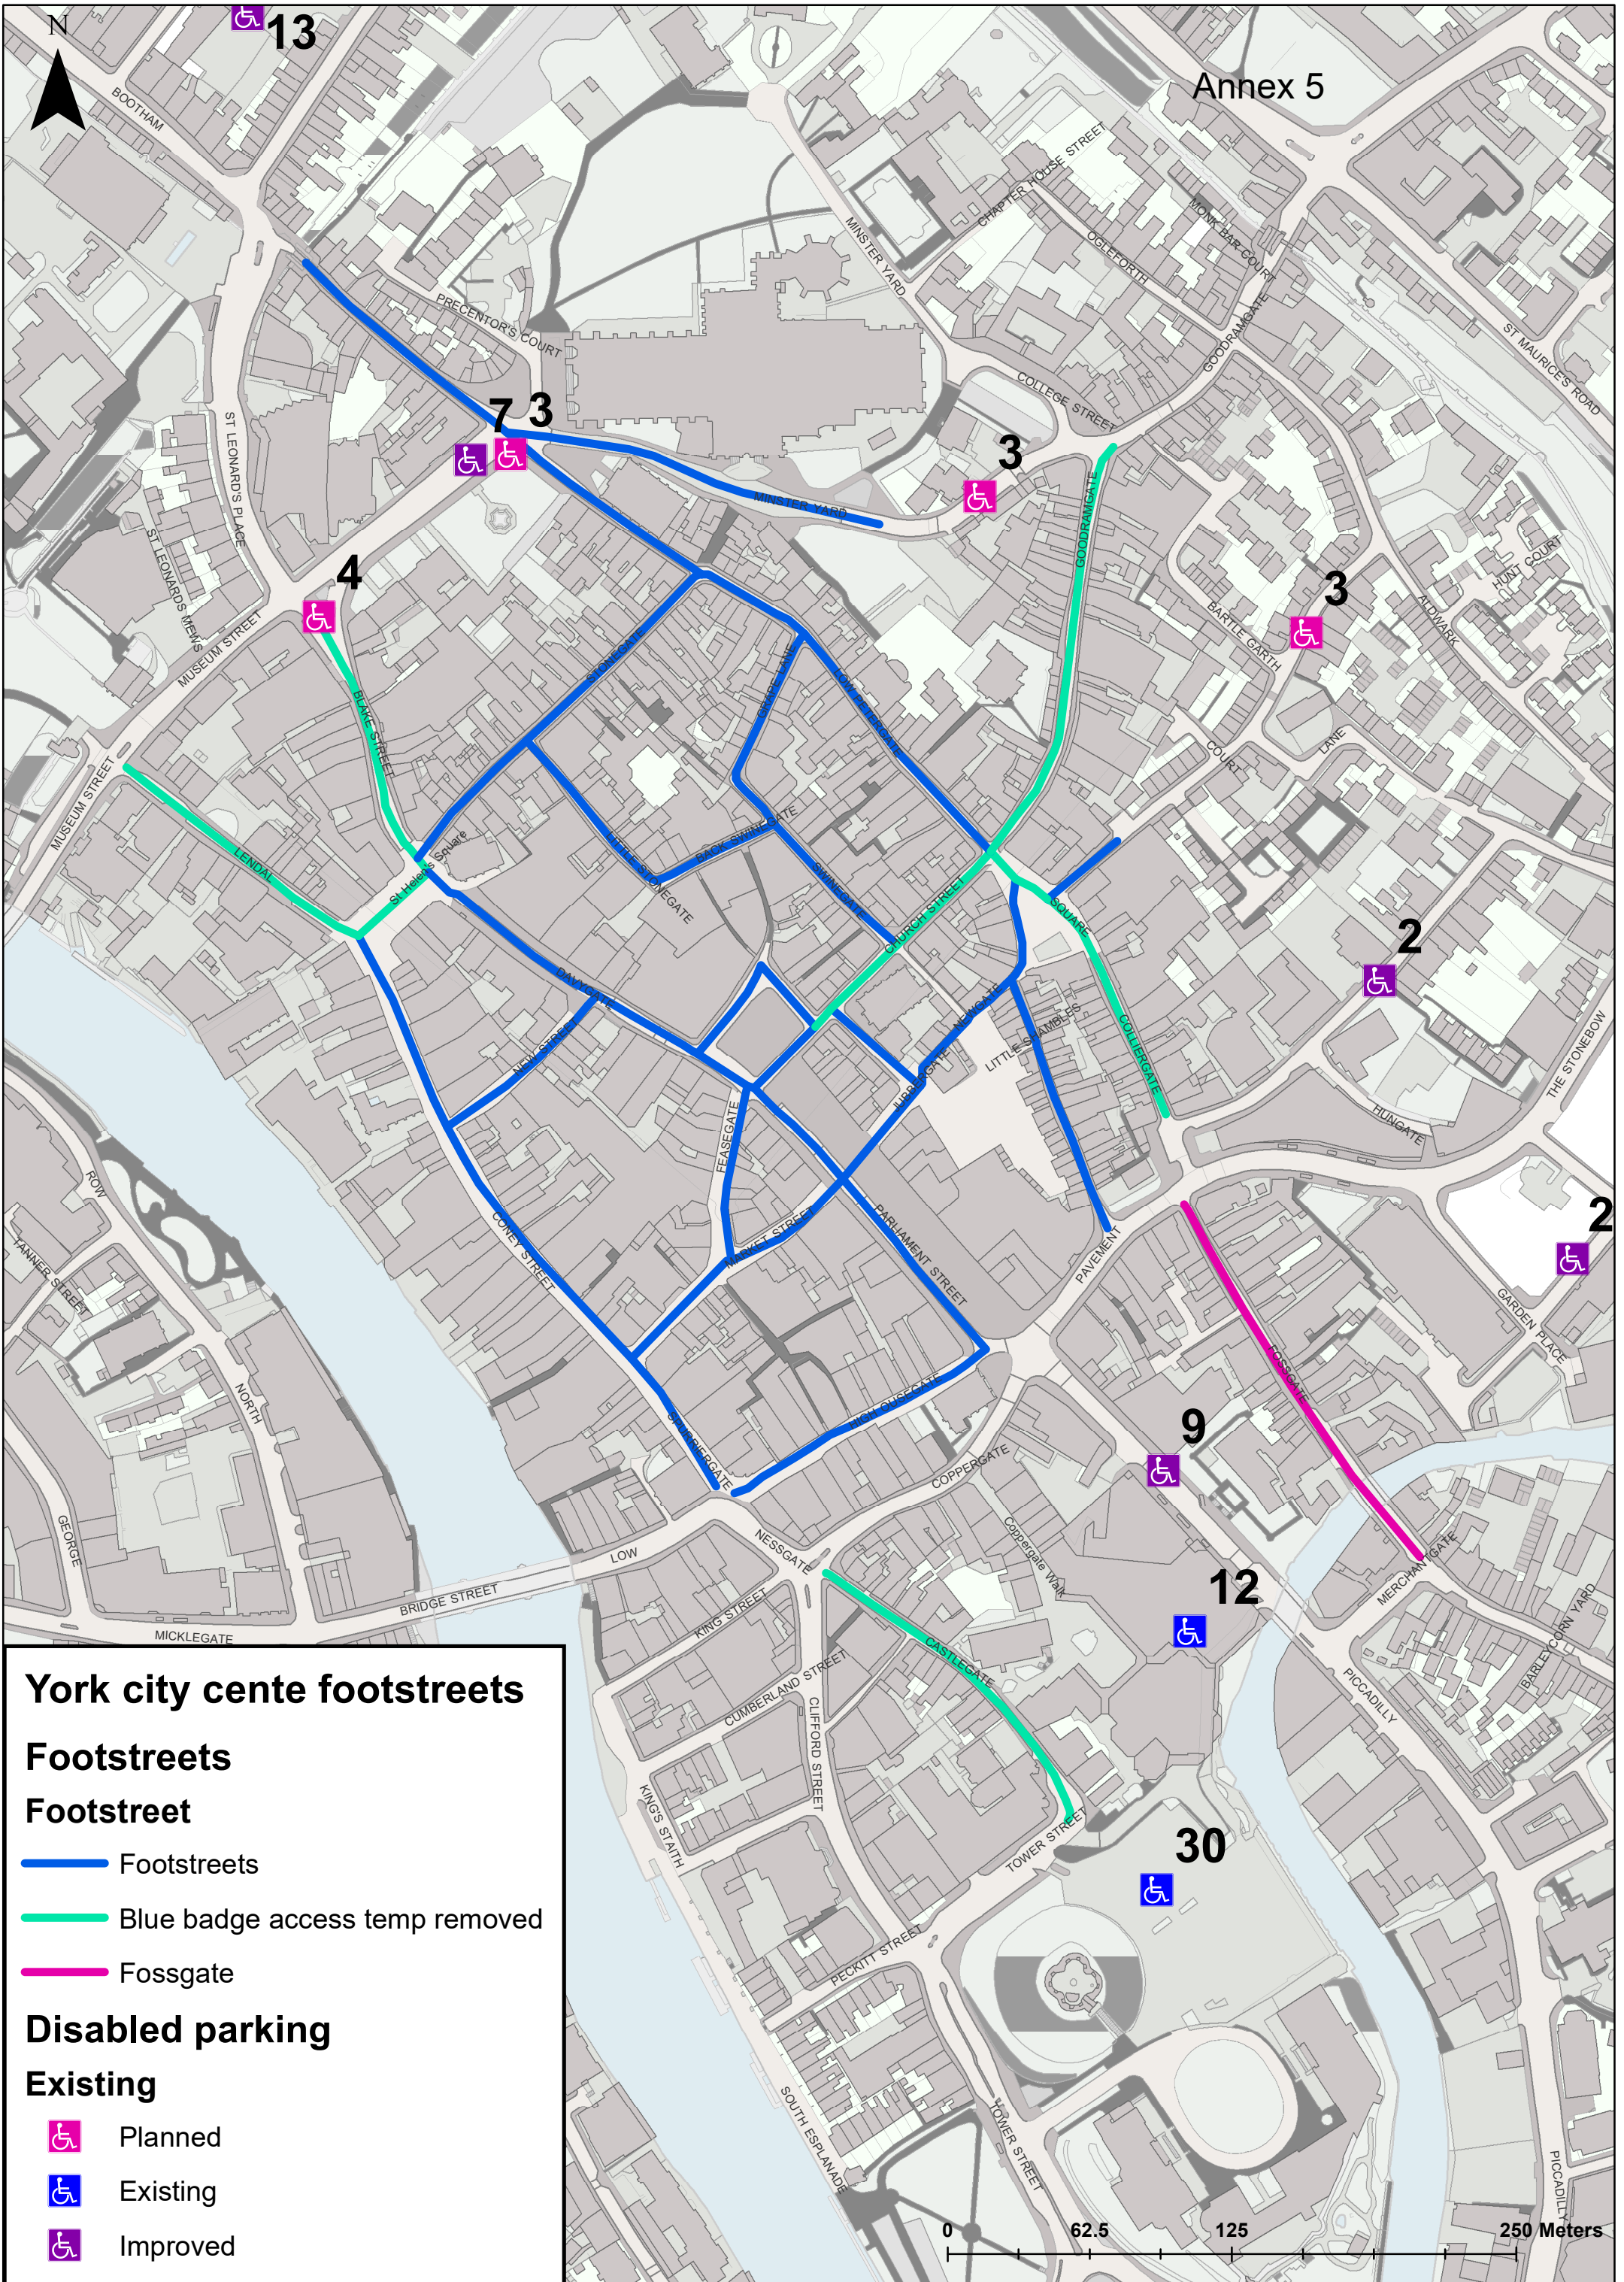 N
13
Annex 5
BOOTHAM
CHAPTER HOUSE STREET
MONK BAR COURT
MINSTER YARD
OGLEFORTH
GOODRAMGATE
PRECENTOR'S COURT
ST MAURICE'S ROAD
COLLEGE STREET
7
3
3
ST LEONARD'S PLACE
MINSTER YARD
GOODRAMGATE
ST LEONARDS MEWS
HUNT COURT
4
3
ALDWARK
BARTLE GARTH
MUSEUM STREET
STONEGATE
GRAPE LANE
LOW PETERGATE
BLAKE STREET
COURT
LANE
MUSEUM STREET
LENDAL
St Helen's Square
LITTLE STONEGATE
BACK SWINEGATE
SWINEGATE
CHURCH STREET
SQUARE
2
DAVYGATE
NEWGATE
LITTLE SHAMBLES
COLLIERGATE
THE STONEBOW
NEW STREET
JUBBERGATE
HUNGATE
FEASEGATE
ROW
CONEY STREET
MARKET STREET
PARLIAMENT STREET
PAVEMENT
2
TANNER STREET
GARDEN PLACE
FOSSGATE
NORTH
HIGH OUSEGATE
SPURRIERGATE
9
COPPERGATE
GEORGE
Coppergate Walk
NESSGATE
LOW
MERCHANTGATE
BRIDGE STREET
KING STREET
12
MICKLEGATE
BARLEYCORN YARD
CASTLEGATE
CUMBERLAND STREET
PICCADILLY
CLIFFORD STREET
KING'S STAITH
TOWER STREET
30
PECKITT STREET
SOUTH ESPLANADE
TOWER STREET
PICCADILLY
York city cente footstreets
Footstreets
Footstreet
Footstreets
Blue badge access temp removed
Fossgate
Disabled parking
Existing
Planned
Existing
Improved
0 62.5 125 250 Meters